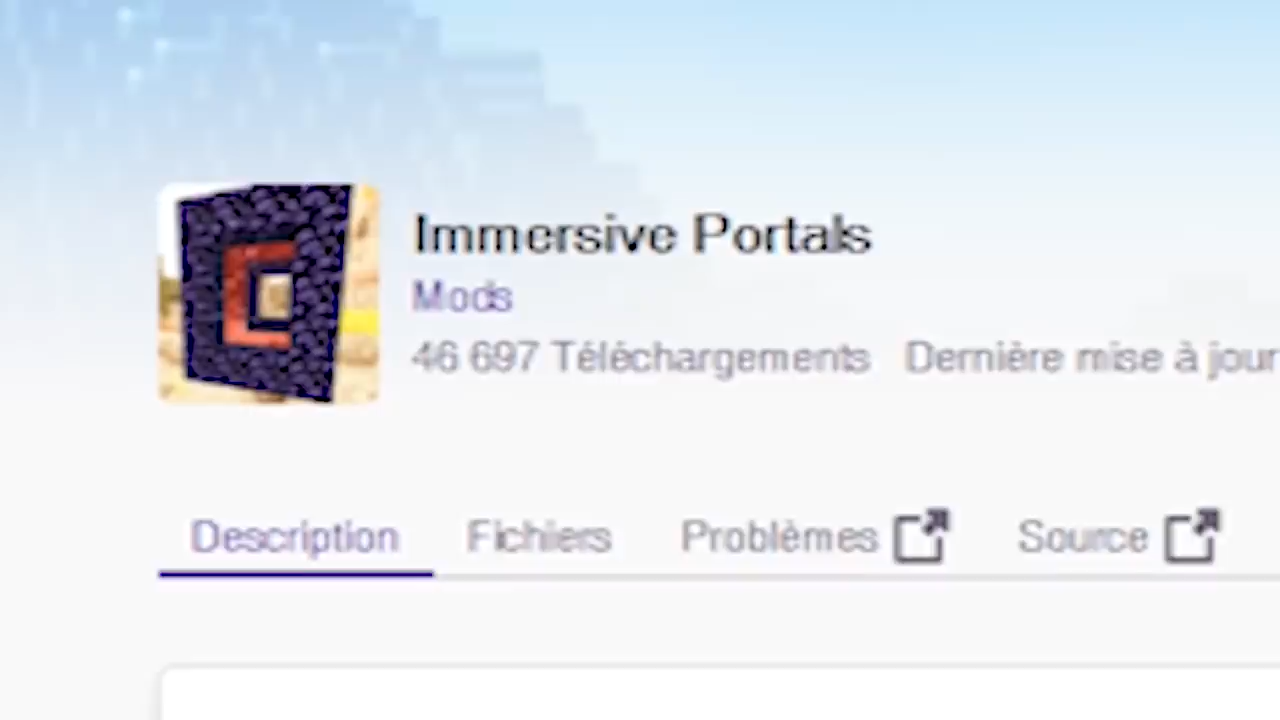 Immersive Portals
Mods
46 697 Téléchargements Dernière mise à jour
Description Fichiers Problèmes Source